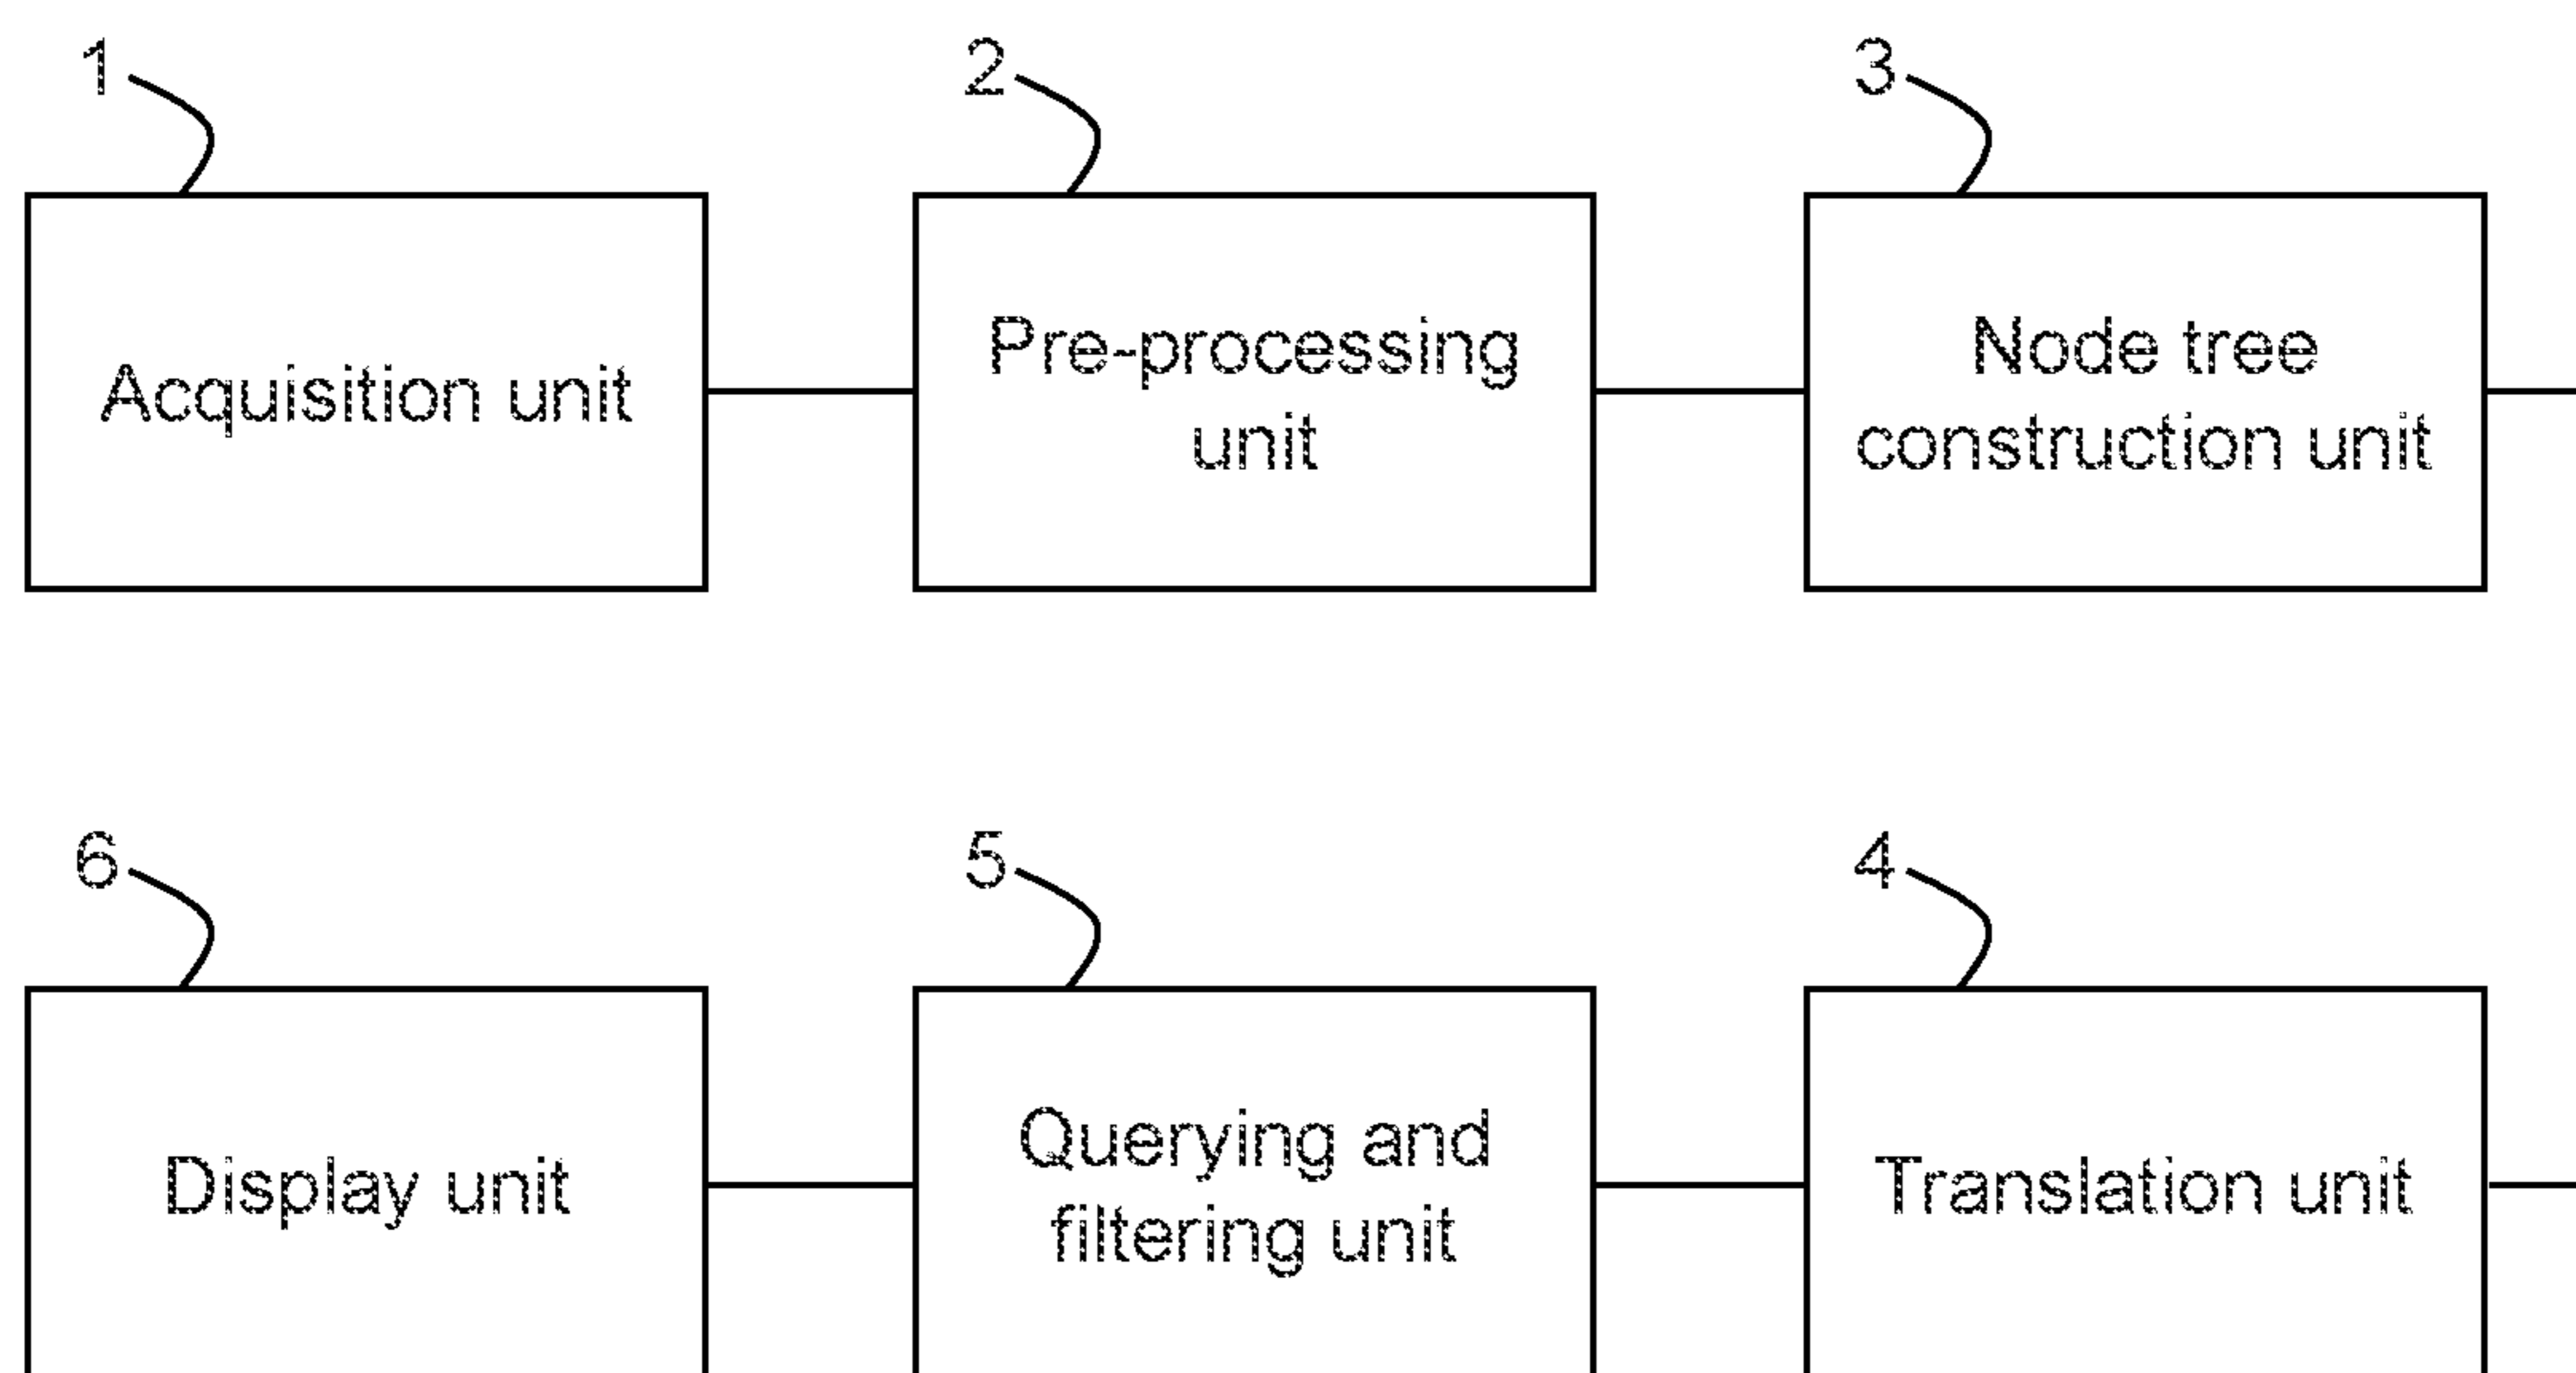 1
2
3
Acquisition unit
Pre-processing
unit
Node tree
construction unit
6
5
4
Display unit
Querying and
filtering unit
Translation unit